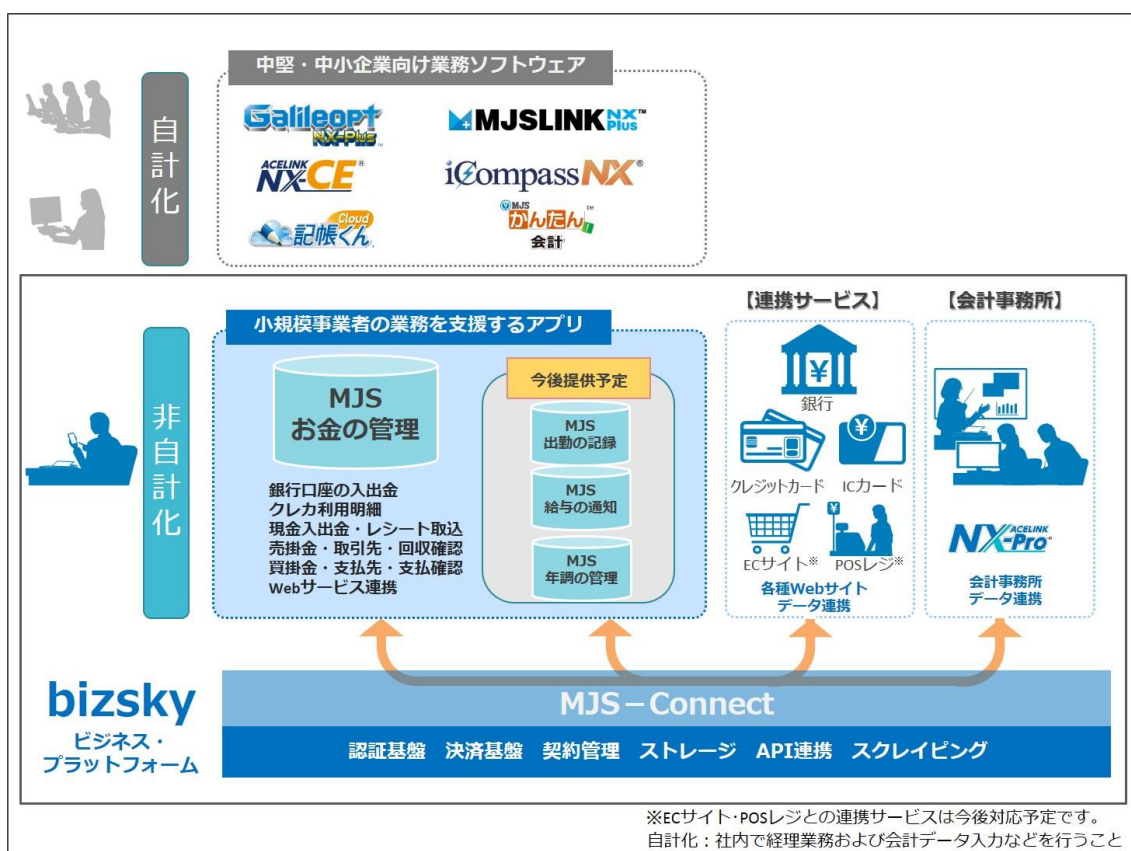 中堅・中小企業向け業務ソフトウェア
自計化
Galileopt
NX-Plus™
MJSLINK NX Plus™
ACELINK
NX-CE®
iCompassNX®
Cloud
記帳くん
MJS
かんたん™
会計
非自計化
小規模事業者の業務を支援するアプリ
MJS
お金の管理
銀行口座の入出金
クレカ利用明細
現金入出金・レシート取込
売掛金・取引先・回収確認
買掛金・支払先・支払確認
Webサービス連携
今後提供予定
MJS
出勤の記録
MJS
給与の通知
MJS
年調の管理
【連携サービス】
¥
銀行
¥
クレジットカード
ICカード
¥
ECサイト※
POSレジ※
各種Webサイト
データ連携
【会計事務所】
ACELINK
NX-Pro®
会計事務所
データ連携
bizsky
ビジネス・
プラットフォーム
MJS－Connect
認証基盤 決済基盤 契約管理 ストレージ API連携 スクレイピング
※ECサイト・POSレジとの連携サービスは今後対応予定です。
自計化：社内で経理業務および会計データ入力などを行うこと